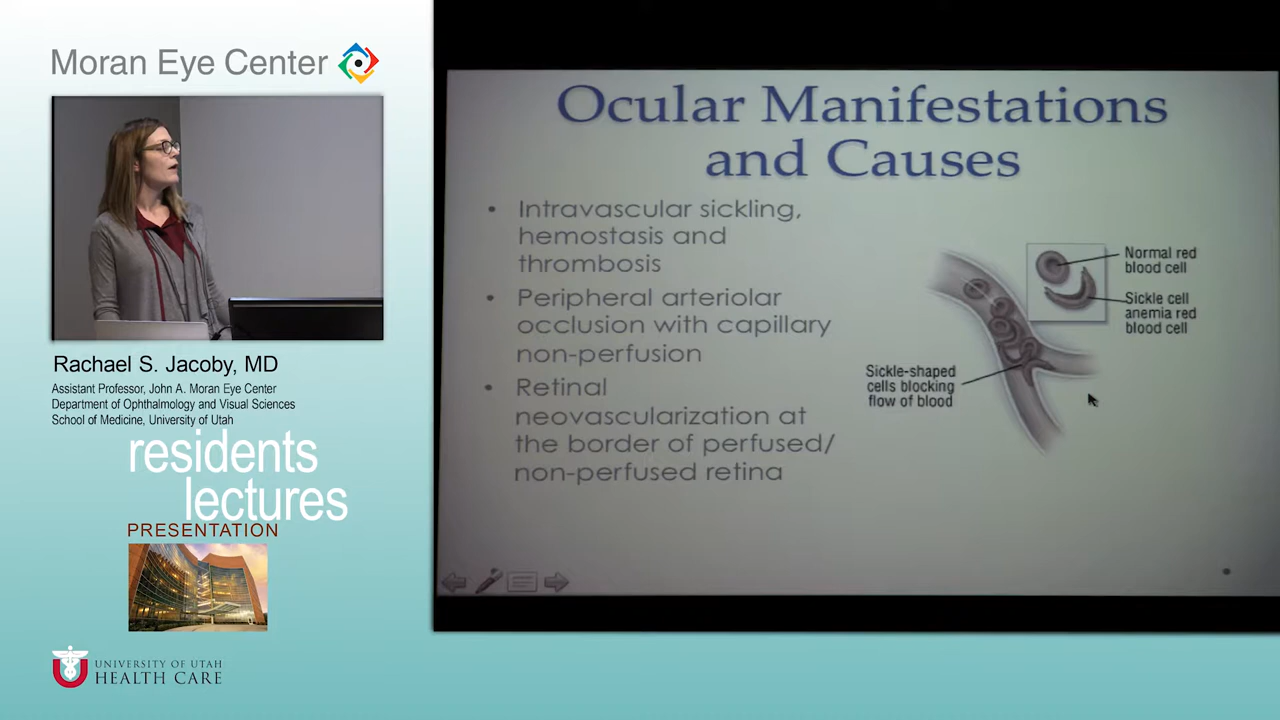 Moran Eye Center
Rachael S. Jacoby, MD
Assistant Professor, John A. Moran Eye Center
Department of Ophthalmology and Visual Sciences
School of Medicine, University of Utah
residents
lectures
PRESENTATION
UNIVERSITY OF UTAH
HEALTH CARE
Ocular Manifestations
and Causes
• Intravascular sickling,
hemostasis and
thrombosis
• Peripheral arteriolar
occlusion with capillary
non-perfusion
• Retinal
neovascularization at
the border of perfused/
non-perfused retina
Normal red
blood cell
Sickle cell
anemia red
blood cell
Sickle-shaped
cells blocking
flow of blood